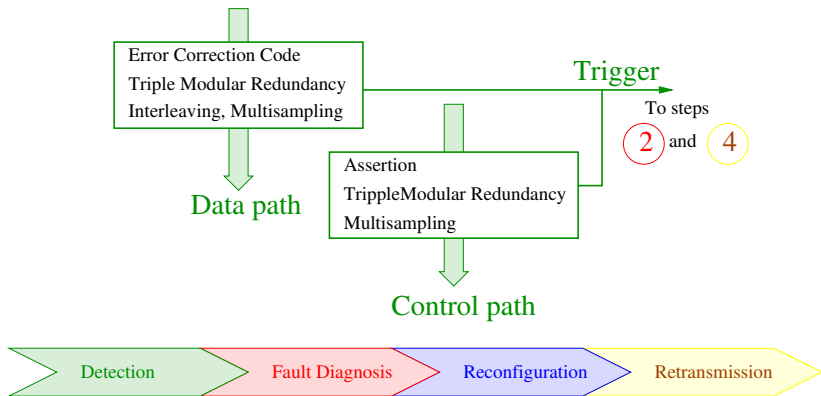 Error Correction Code
Triple Modular Redundancy
Interleaving, Multisampling
Trigger
To steps
2 and 4
Data path
Assertion
TrippleModular Redundancy
Multisampling
Control path
Detection
Fault Diagnosis
Reconfiguration
Retransmission